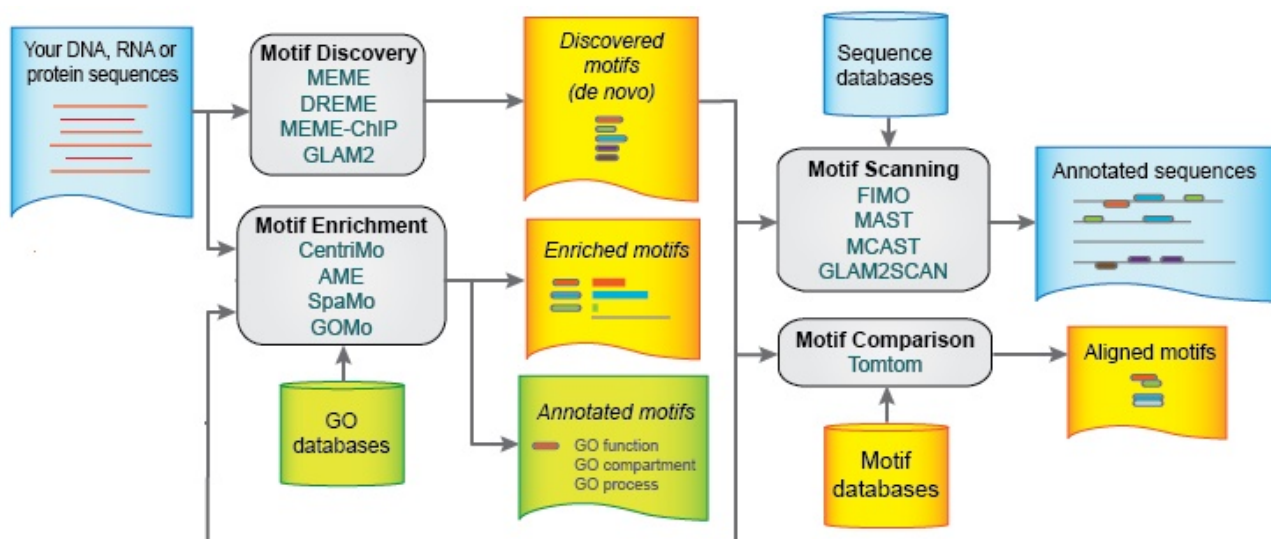 Your DNA, RNA or
protein sequences
Motif Discovery
MEME
DREME
MEME-ChIP
GLAM2
Discovered
motifs
(de novo)
Sequence
databases
Motif Scanning
FIMO
MAST
MCAST
GLAM2SCAN
Annotated sequences
Motif Enrichment
CentriMo
AME
SpaMo
GOMo
Enriched motifs
Motif Comparison
Tomtom
Aligned motifs
GO
databases
Annotated motifs
GO function
GO compartment
GO process
Motif
databases